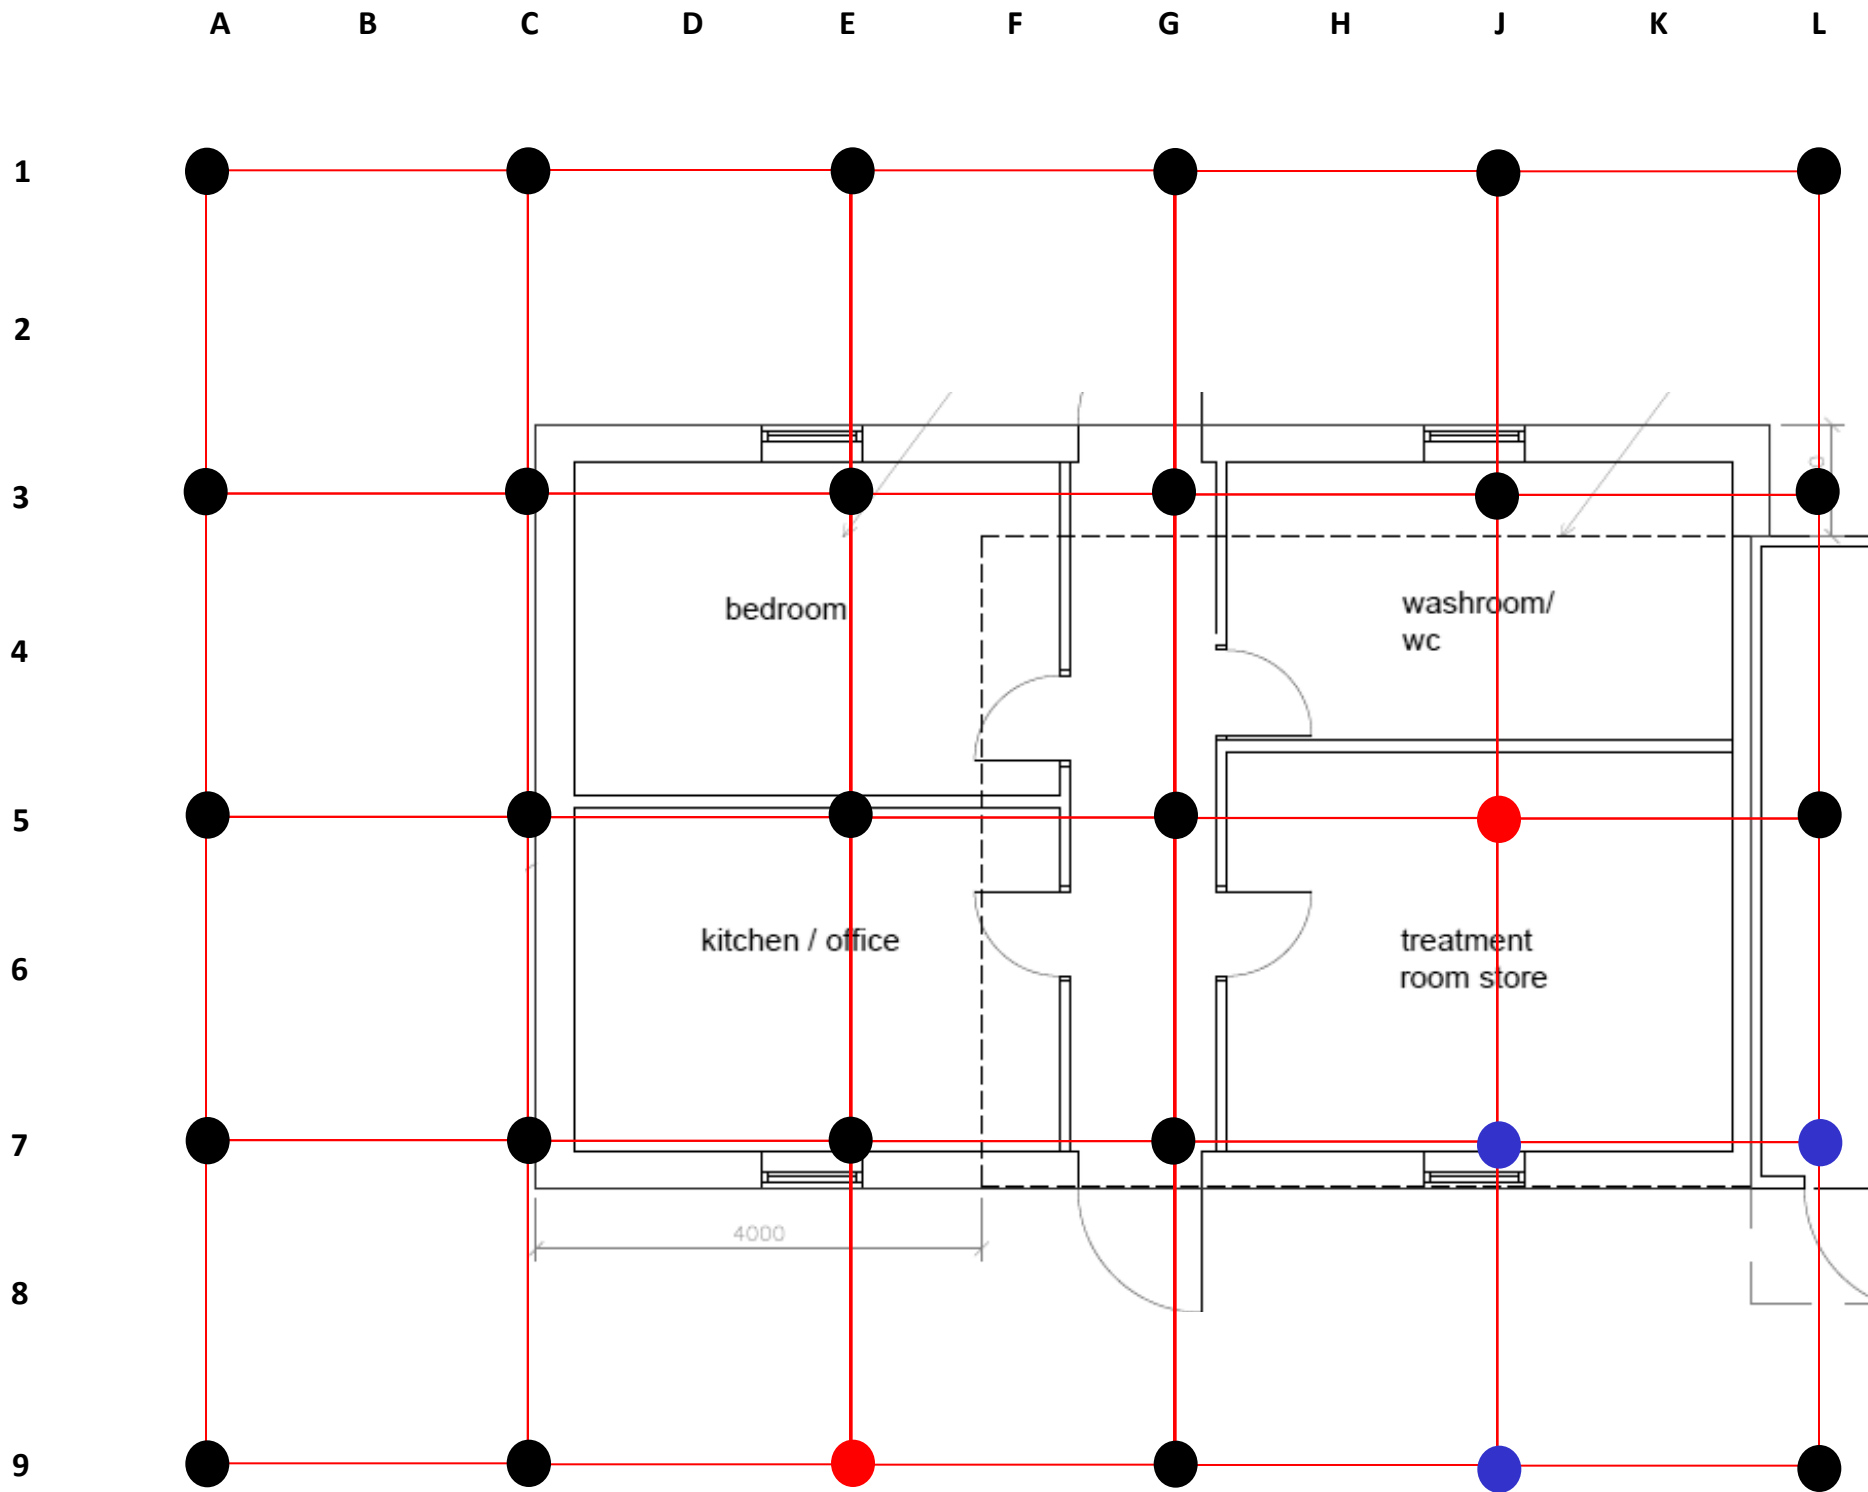 A B C D E F G H J K L
1
2
3
bedroom
washroom/
wc
4
5
kitchen / office
treatment
room store
6
7
4000
8
9